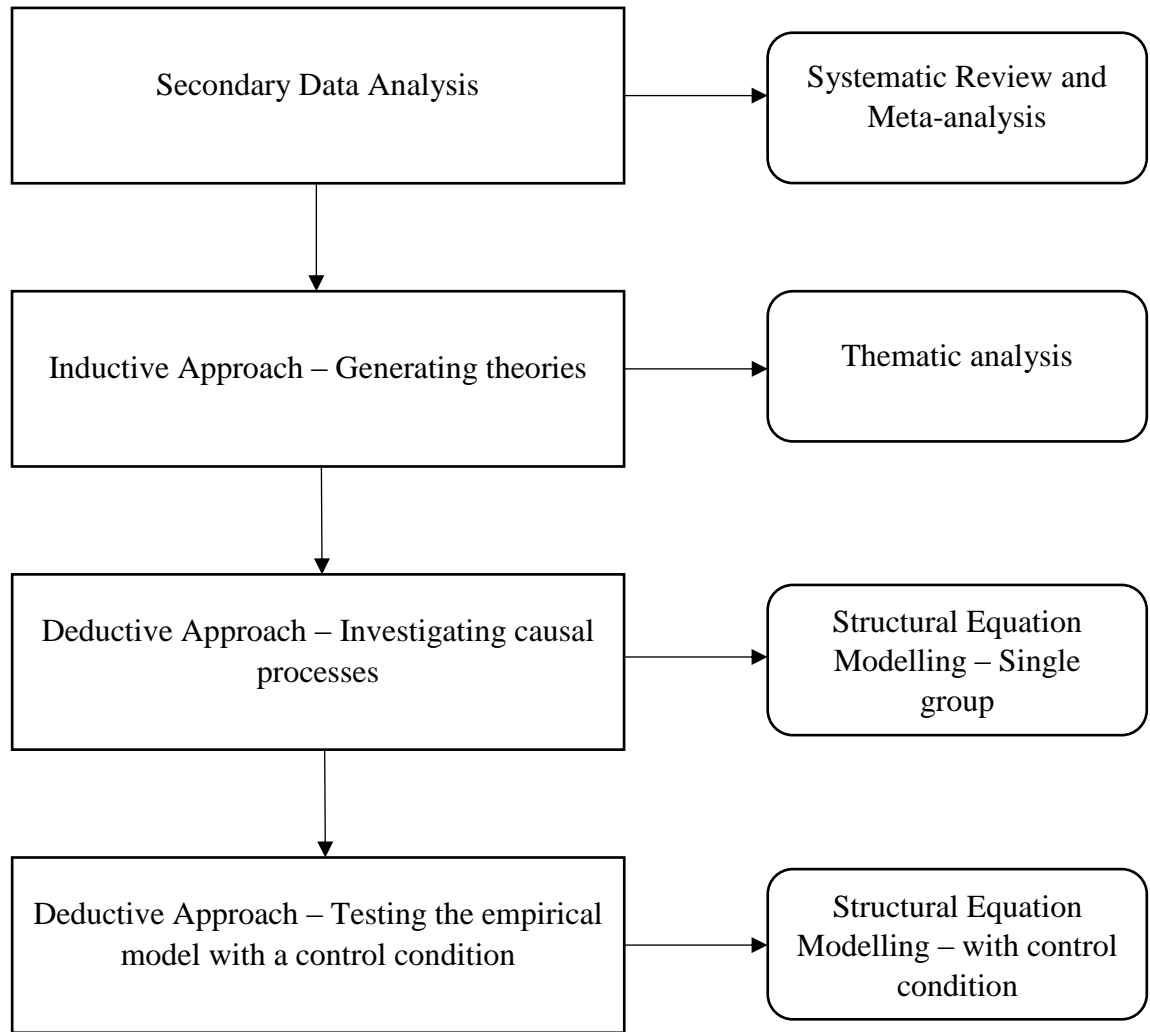 Secondary Data Analysis
Systematic Review and
Meta-analysis
Inductive Approach – Generating theories
Thematic analysis
Deductive Approach – Investigating causal
processes
Structural Equation
Modelling – Single
group
Deductive Approach – Testing the empirical
model with a control condition
Structural Equation
Modelling – with control
condition